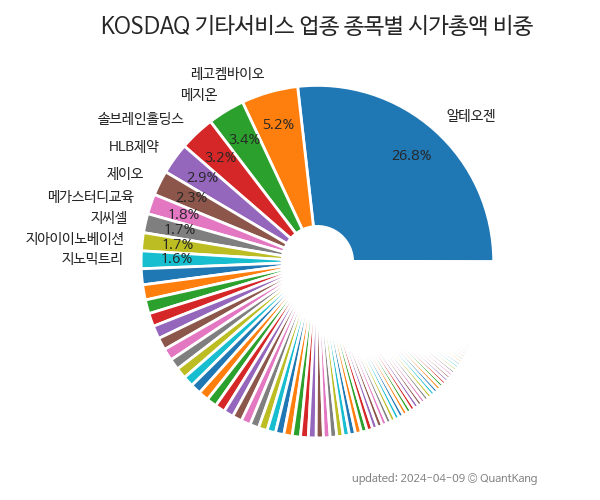 KOSDAQ 기타서비스 업종 종목별 시가총액 비중
레고켐바이오
메지온
알테오젠
솔브레인홀딩스
5.2%
3.4%
26.8%
HLB제약
3.2%
제이오
2.9%
메가스터디교육
2.3%
지씨셀
1.8%
지아이이노베이션
1.7%
1.7%
지노믹트리
1.6%
updated: 2024-04-09 © QuantKang